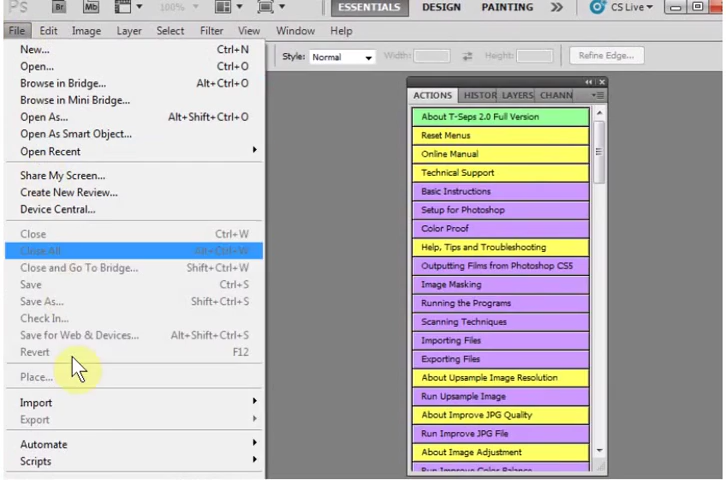 Ps Br Mb 100% ESSENTIALS DESIGN PAINTING CS Live
File Edit Image Layer Select Filter View Window Help
Style: Normal Width: Height: Refine Edge...
New... Ctrl+N
Open... Ctrl+O
Browse in Bridge... Alt+Ctrl+O
Browse in Mini Bridge...
Open As... Alt+Shift+Ctrl+O
Open As Smart Object...
Open Recent
Share My Screen...
Create New Review...
Device Central...
Close Ctrl+W
Close All Alt+Ctrl+W
Close and Go To Bridge... Shift+Ctrl+W
Save Ctrl+S
Save As... Shift+Ctrl+S
Check In...
Save for Web & Devices... Alt+Shift+Ctrl+S
Revert F12
Place...
Import
Export
Automate
Scripts
ACTIONS HISTOR LAYERS CHANN
About T-Seps 2.0 Full Version
Reset Menus
Online Manual
Technical Support
Basic Instructions
Setup for Photoshop
Color Proof
Help, Tips and Troubleshooting
Outputting Films from Photoshop CS5
Image Masking
Running the Programs
Scanning Techniques
Importing Files
Exporting Files
About Upsample Image Resolution
Run Upsample Image
About Improve JPG Quality
Run Improve JPG File
About Image Adjustment
Run Improve Color Balance